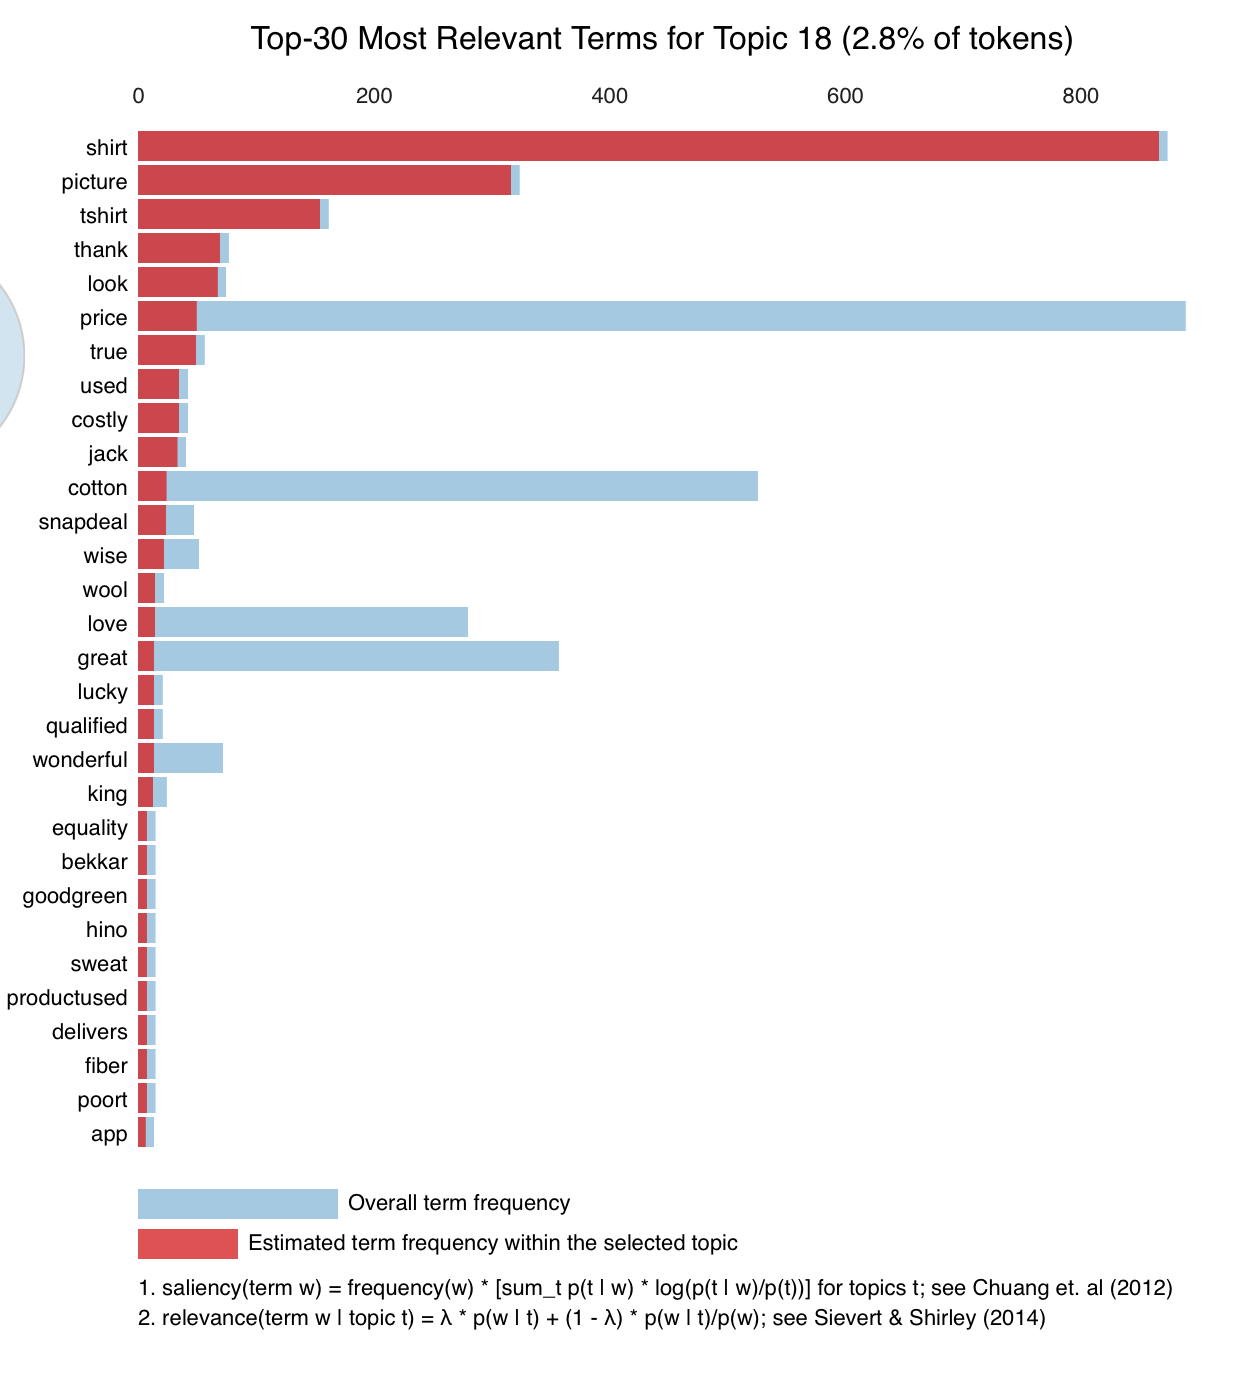 Top-30 Most Relevant Terms for Topic 18 (2.8% of tokens)
0 200 400 600 800
shirt
picture
tshirt
thank
look
price
true
used
costly
jack
cotton
snapdeal
wise
wool
love
great
lucky
qualified
wonderful
king
equality
bekkar
goodgreen
hino
sweat
productused
delivers
fiber
poort
app
Overall term frequency
Estimated term frequency within the selected topic
1. saliency(term w) = frequency(w) * [sum_t p(t | w) * log(p(t | w)/p(t))] for topics t; see Chuang et. al (2012)
2. relevance(term w | topic t) = λ * p(w | t) + (1 - λ) * p(w | t)/p(w); see Sievert & Shirley (2014)